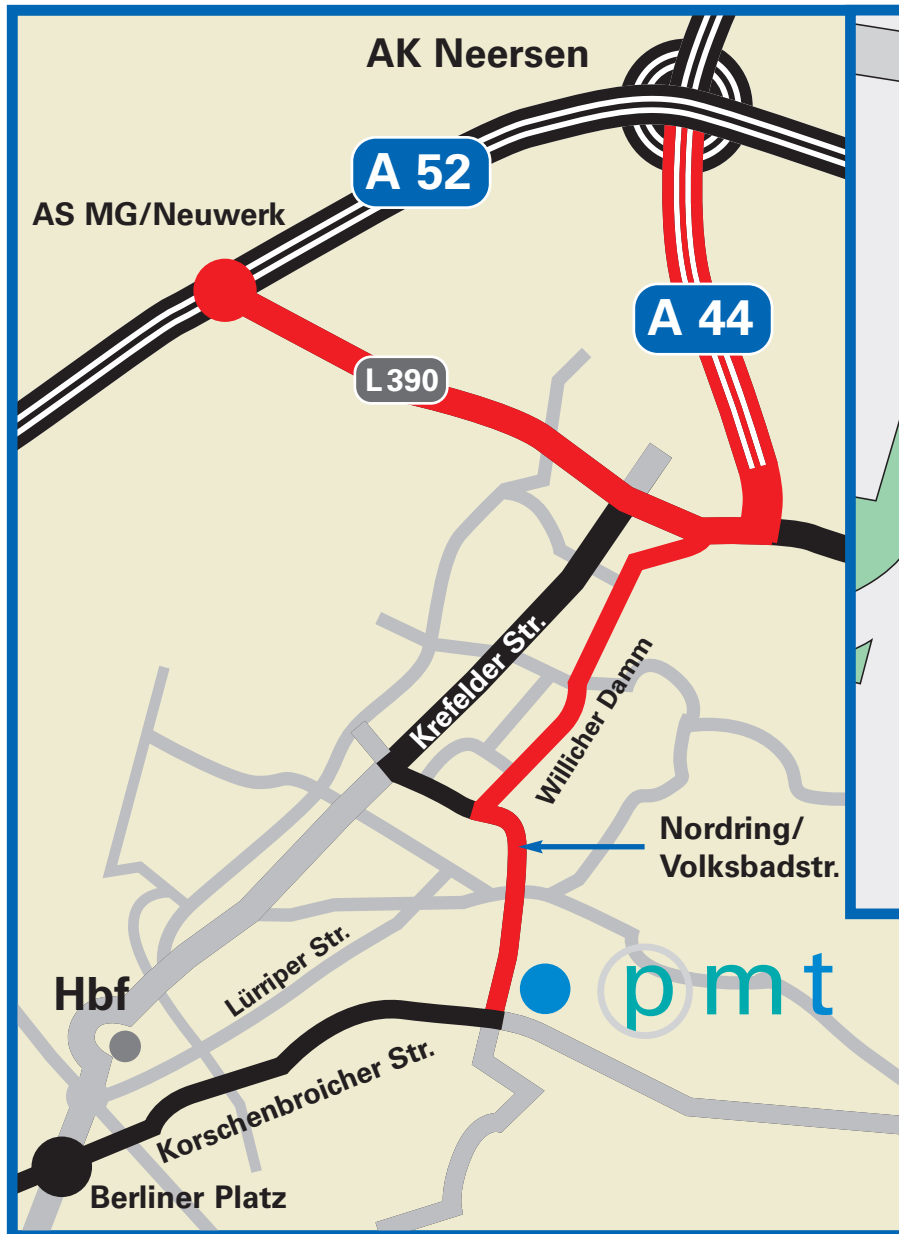 AK Neersen
A 52
AS MG/Neuwerk
A 44
L 390
Krefelder Str.
Willicher Damm
Nordring/
Volksbadstr.
Lürriper Str.
Hbf
pmt
Korschenbroicher Str.
Berliner Platz